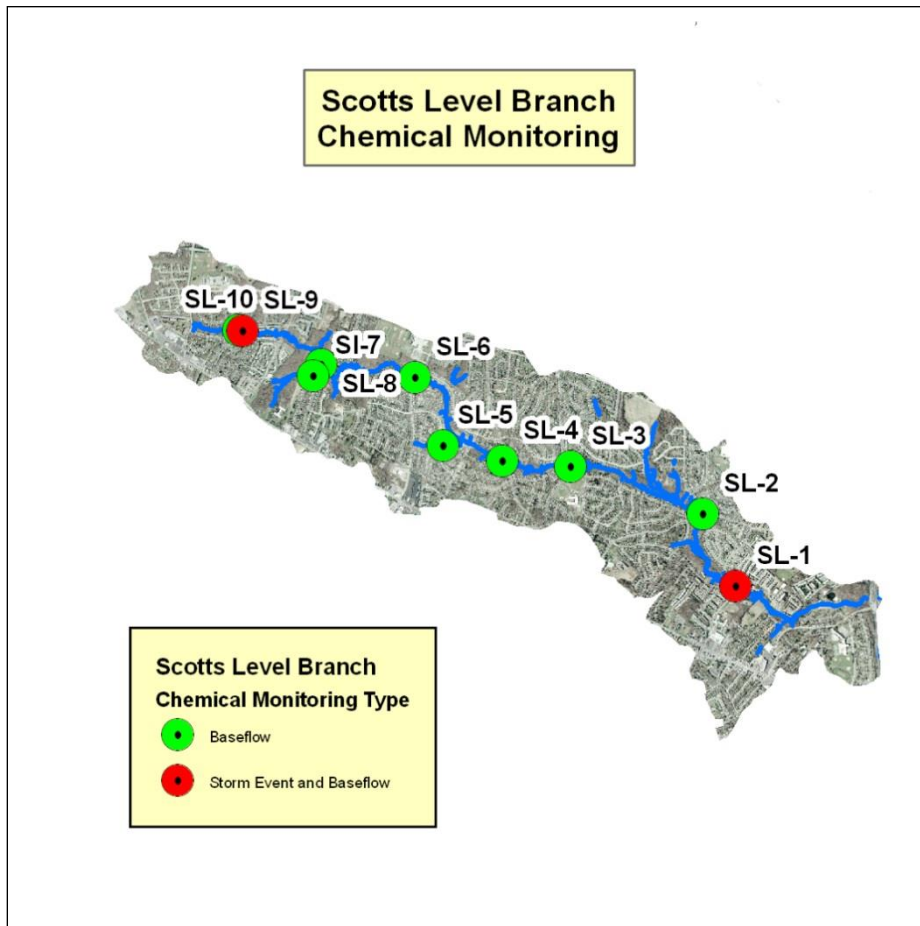 Scotts Level Branch
Chemical Monitoring
SL-10 SL-9
SI-7
SL-6
SL-8
SL-5
SL-4
SL-3
SL-2
SL-1
Scotts Level Branch
Chemical Monitoring Type
Baseflow
Storm Event and Baseflow